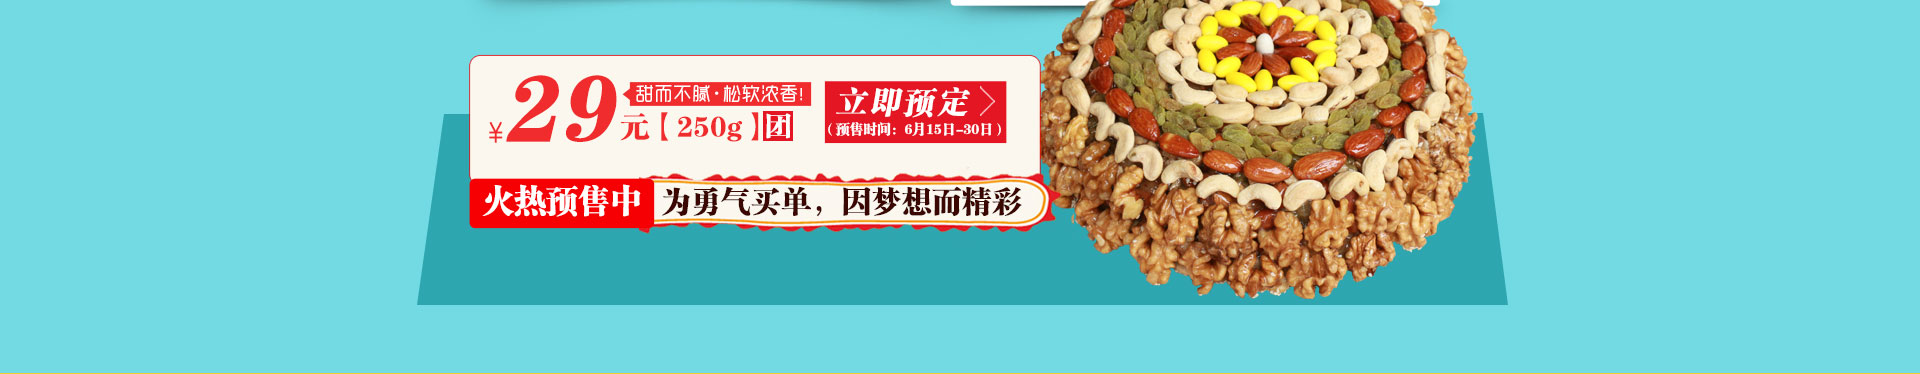 ¥29元【250g】团
甜而不腻·松软浓香!
立即预定
(预售时间：6月15日-30日)
火热预售中
为勇气买单，因梦想而精彩